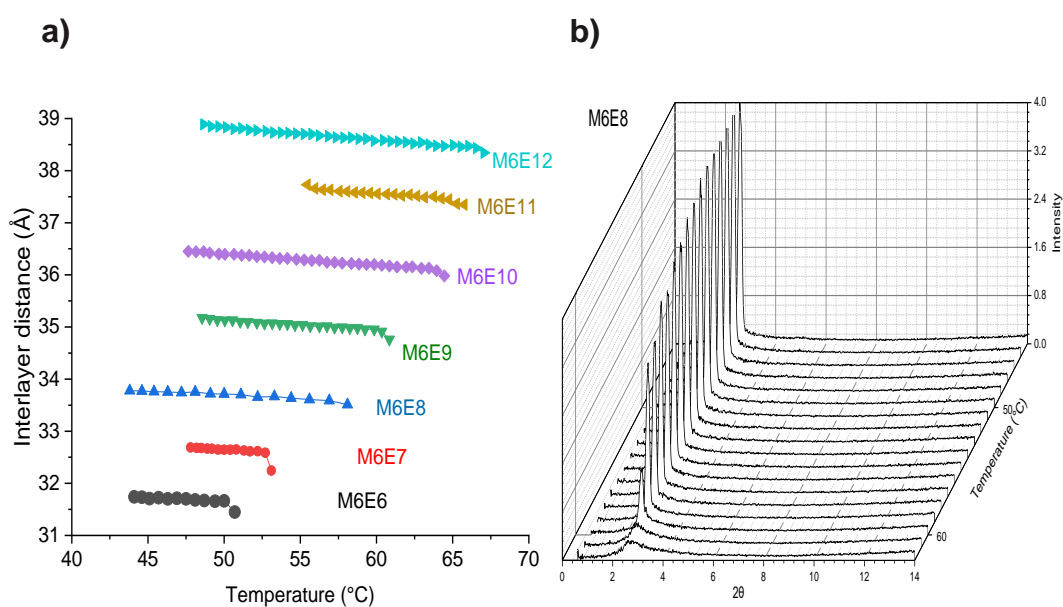 a)
Interlayer distance (Å)
39
38
37
36
35
34
33
32
31
M6E12
M6E11
M6E10
M6E9
M6E8
M6E7
M6E6
40 45 50 55 60 65 70
Temperature (°C)
b)
M6E8
4.0
3.2
2.4
1.6
0.8
0.0
Intensity
50
60
Temperature (°C)
0 2 4 6 8 10 12 14
2θ